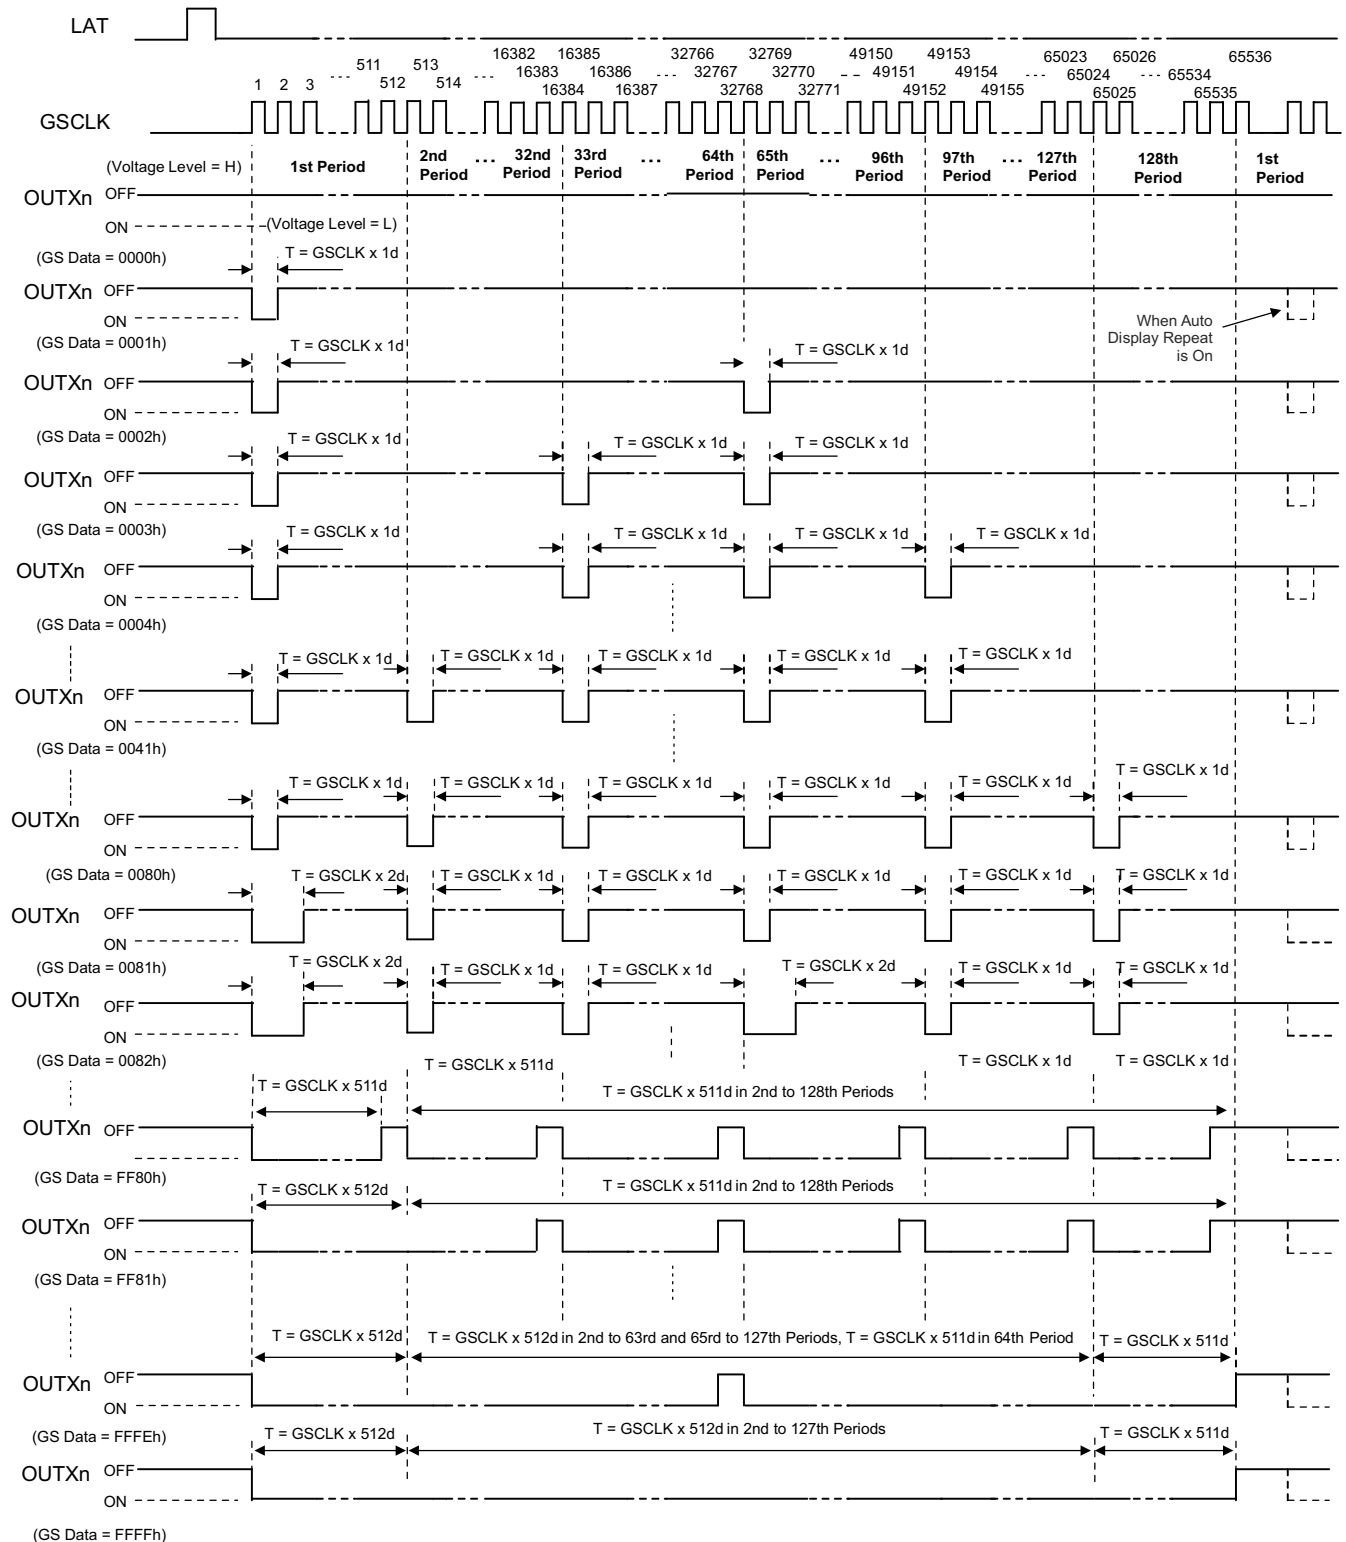 LAT
16382 16385 32766 32769 49150 49153 65023 65026 65536
511 513 16383 16386 32767 32770 49151 49154 65024 65534
1 2 3 512 514 16384 16387 32768 32771 49152 49155 65025 65535
GSCLK
(Voltage Level = H) 1st Period 2nd Period ... 32nd Period 33rd Period ... 64th Period 65th Period ... 96th Period 97th Period ... 127th Period 128th Period 1st Period
OUTXn OFF
ON (Voltage Level = L)
(GS Data = 0000h) T = GSCLK x 1d
OUTXn OFF
ON
When Auto
Display Repeat
is On
(GS Data = 0001h) T = GSCLK x 1d T = GSCLK x 1d
OUTXn OFF
ON
(GS Data = 0002h) T = GSCLK x 1d T = GSCLK x 1d T = GSCLK x 1d
OUTXn OFF
ON
(GS Data = 0003h) T = GSCLK x 1d T = GSCLK x 1d T = GSCLK x 1d T = GSCLK x 1d
OUTXn OFF
ON
(GS Data = 0004h)
T = GSCLK x 1d T = GSCLK x 1d T = GSCLK x 1d T = GSCLK x 1d T = GSCLK x 1d
OUTXn OFF
ON
(GS Data = 0041h)
T = GSCLK x 1d T = GSCLK x 1d T = GSCLK x 1d T = GSCLK x 1d T = GSCLK x 1d T = GSCLK x 1d
OUTXn OFF
ON
(GS Data = 0080h) T = GSCLK x 2d T = GSCLK x 1d T = GSCLK x 1d T = GSCLK x 1d T = GSCLK x 1d T = GSCLK x 1d
OUTXn OFF
ON
(GS Data = 0081h) T = GSCLK x 2d T = GSCLK x 1d T = GSCLK x 1d T = GSCLK x 2d T = GSCLK x 1d T = GSCLK x 1d
OUTXn OFF
ON
(GS Data = 0082h) T = GSCLK x 511d T = GSCLK x 1d T = GSCLK x 1d
T = GSCLK x 511d T = GSCLK x 511d in 2nd to 128th Periods
OUTXn OFF
(GS Data = FF80h)
T = GSCLK x 512d T = GSCLK x 511d in 2nd to 128th Periods
OUTXn OFF
ON
(GS Data = FF81h)
T = GSCLK x 512d T = GSCLK x 512d in 2nd to 63rd and 65rd to 127th Periods, T = GSCLK x 511d in 64th Period T = GSCLK x 511d
OUTXn OFF
ON
(GS Data = FFFEh) T = GSCLK x 512d T = GSCLK x 512d in 2nd to 127th Periods T = GSCLK x 511d
OUTXn OFF
ON
(GS Data = FFFFh)